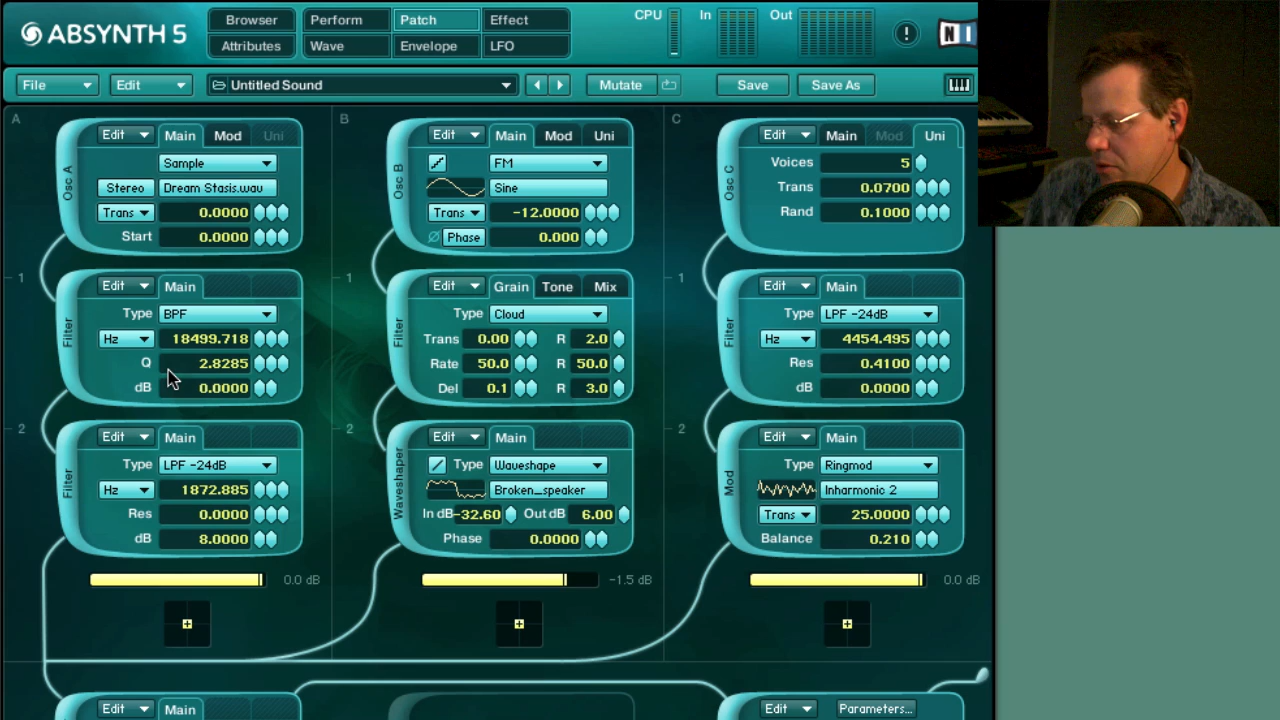 ABSYNTH 5
Browser
Attributes
Perform
Patch
Effect
Wave
Envelope
LFO
CPU
In
Out
!
NI
File
Edit
Untitled Sound
Mutate
Save
Save As
A
B
C
Osc A
Edit Main Mod Uni
Sample
Stereo Dream Stasis.wav
Trans 0.0000
Start 0.0000
Osc B
Edit Main Mod Uni
FM
Sine
Trans -12.0000
Phase 0.000
Osc C
Edit Main Mod Uni
Voices 5
Trans 0.0700
Rand 0.1000
1
1
1
Filter
Edit Main
Type BPF
Hz 18499.718
Q 2.8285
dB 0.0000
Filter
Edit Grain Tone Mix
Type Cloud
Trans 0.00 R 2.0
Rate 50.0 R 50.0
Del 0.1 R 3.0
Filter
Edit Main
Type LPF -24dB
Hz 4454.495
Res 0.4100
dB 0.0000
2
2
2
Filter
Edit Main
Type LPF -24dB
Hz 1872.885
Res 0.0000
dB 8.0000
Waveshaper
Edit Main
Type Waveshape
Broken_speaker
In dB -32.60 Out dB 6.00
Phase 0.0000
Mod
Edit Main
Type Ringmod
Inharmonic 2
Trans 25.0000
Balance 0.210
0.0 dB
-1.5 dB
0.0 dB
Edit Main
Edit Parameters...